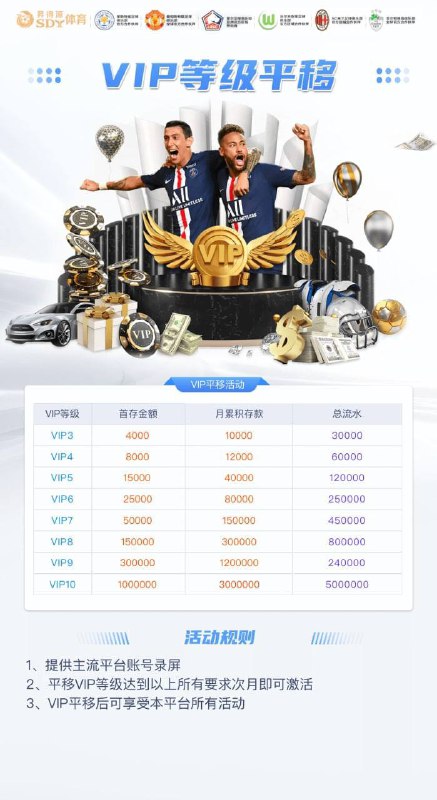 SDY体育
VIP等级平移
VIP
VIP
VIP平移活动
VIP等级 首存金额 月累积存款 总流水
VIP3 4000 10000 30000
VIP4 8000 12000 60000
VIP5 15000 40000 120000
VIP6 25000 80000 250000
VIP7 50000 150000 450000
VIP8 150000 300000 800000
VIP9 300000 1200000 240000
VIP10 1000000 3000000 5000000
活动规则
1、提供主流平台账号录屏
2、平移VIP等级达到以上所有要求次月即可激活
3、VIP平移后可享受本平台所有活动